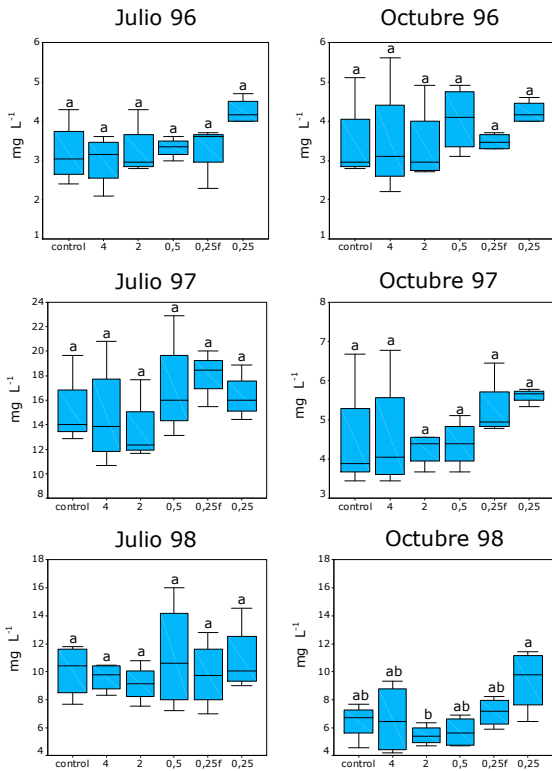 Julio 96
mg L-1
6
5
4
3
2
1
a a a a a a
control 4 2 0,5 0,25f 0,25
Octubre 96
mg L-1
6
5
4
3
2
1
a a a a a a
control 4 2 0,5 0,25f 0,25
Julio 97
mg L-1
24
22
20
18
16
14
12
10
8
a a a a a a
control 4 2 0,5 0,25f 0,25
Octubre 97
mg L-1
8
7
6
5
4
3
a a a a a a
control 4 2 0,5 0,25f 0,25
Julio 98
mg L-1
18
16
14
12
10
8
6
4
a a a a a a
control 4 2 0,5 0,25f 0,25
Octubre 98
mg L-1
18
16
14
12
10
8
6
4
ab ab b ab ab a
control 4 2 0,5 0,25f 0,25